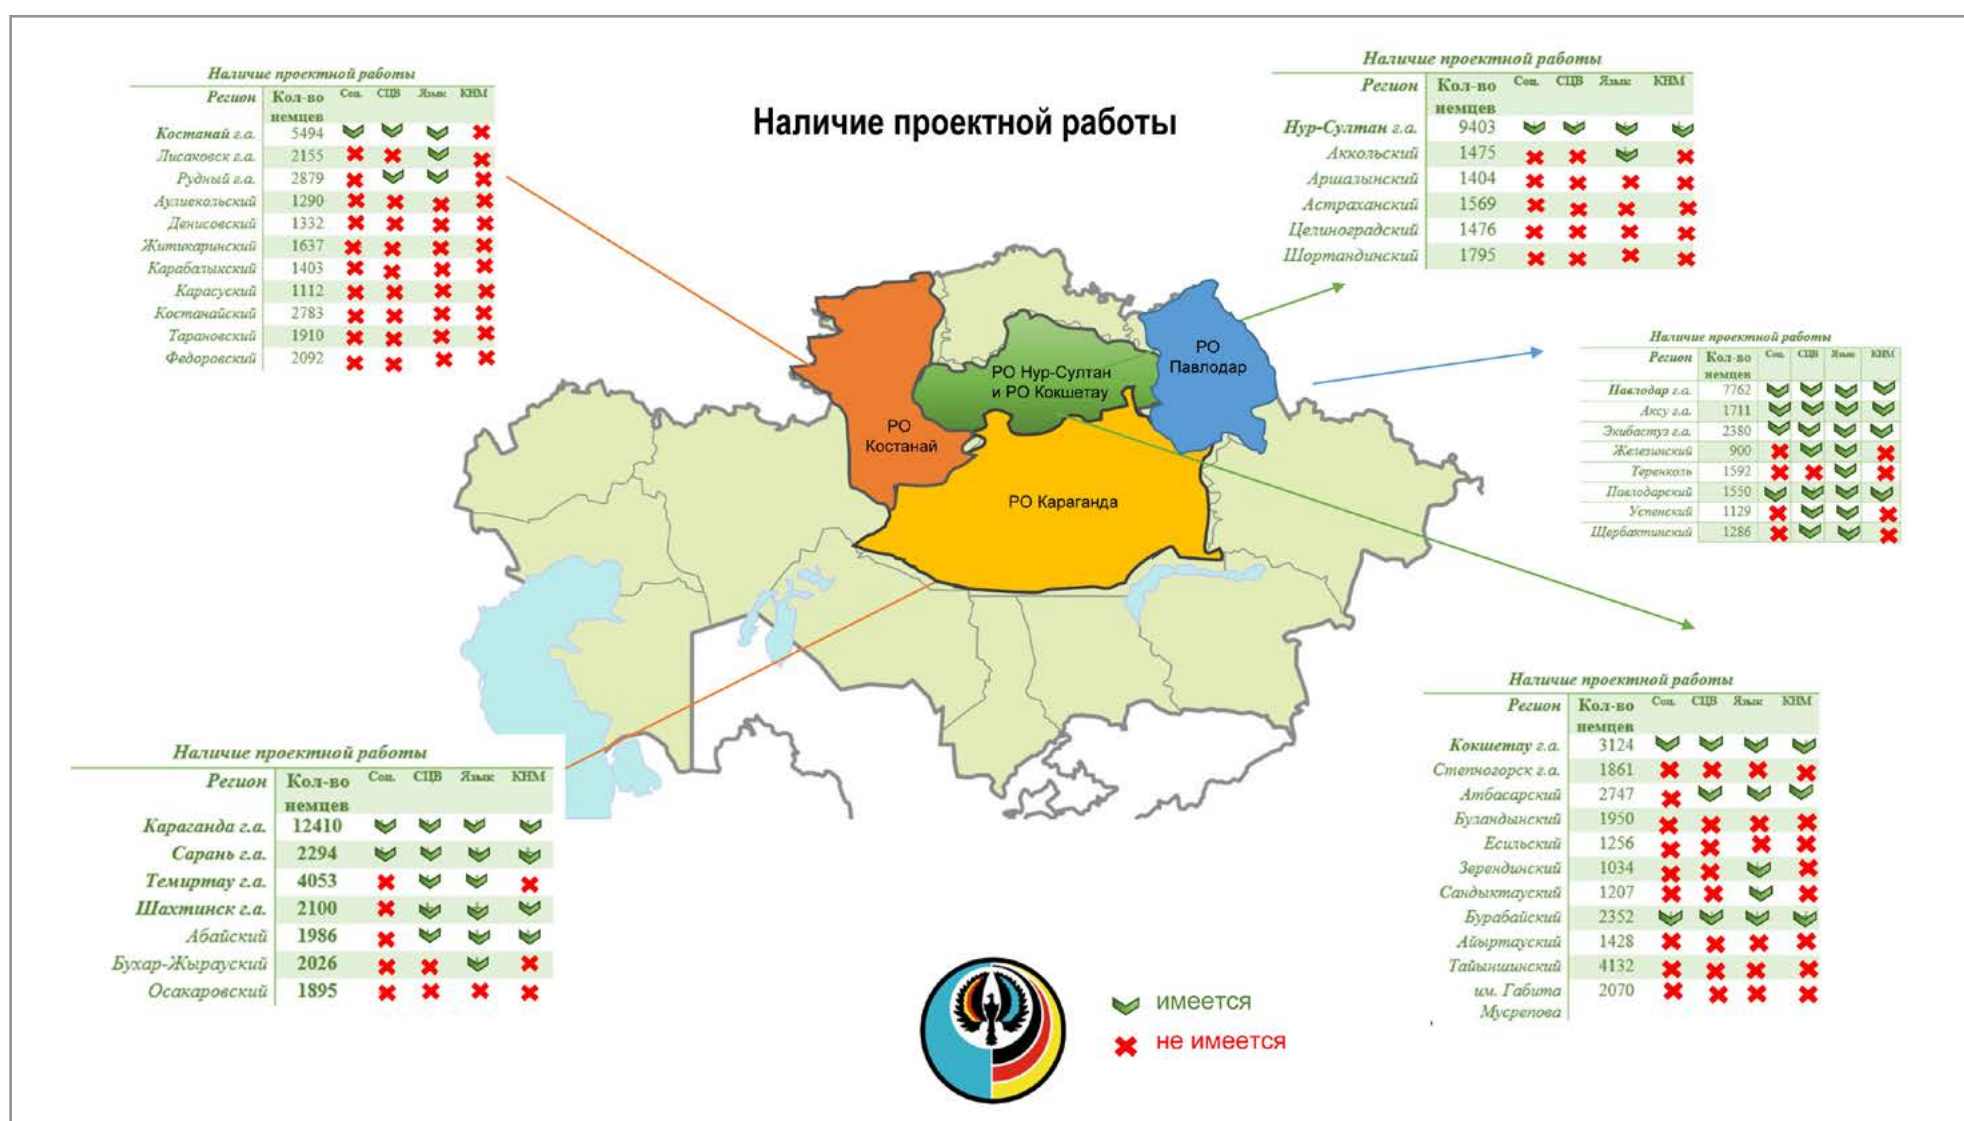 Наличие проектной работы
Наличие проектной работы
Регион Кол-во немцев Соц. СЦВ Язык КНМ
Костанай г.а. 5494
Лисаковск г.а. 2155
Рудный г.а. 2879
Аулиекольский 1290
Денисовский 1332
Житикаринский 1637
Карабалыкский 1403
Карасуский 1112
Костанайский 2783
Тарановский 1910
Федоровский 2092
Наличие проектной работы
Регион Кол-во немцев Соц. СЦВ Язык КНМ
Нур-Султан г.а. 9403
Аккольский 1475
Аршалынский 1404
Астраханский 1569
Целиноградский 1476
Шортандинский 1795
Наличие проектной работы
Регион Кол-во немцев Соц. СЦВ Язык КНМ
Павлодар г.а. 7762
Аксу г.а. 1711
Экибастуз г.а. 2380
Железинский 900
Теренколь 1592
Павлодарский 1550
Успенский 1129
Щербактинский 1286
РО
Павлодар
РО Нур-Султан
и РО Кокшетау
РО
Костанай
РО Караганда
Наличие проектной работы
Регион Кол-во немцев Соц. СЦВ Язык КНМ
Караганда г.а. 12410
Сарань г.а. 2294
Темиртау г.а. 4053
Шахтинск г.а. 2100
Абайский 1986
Бухар-Жырауский 2026
Осакаровский 1895
Наличие проектной работы
Регион Кол-во немцев Соц. СЦВ Язык КНМ
Кокшетау г.а. 3124
Степногорск г.а. 1861
Атбасарский 2747
Буландынский 1950
Есильский 1256
Зерендинский 1034
Сандыктауский 1207
Бурабайский 2352
Айыртауский 1428
Тайыншинский 4132
им. Габита 2070
Мусрепова
имеется
не имеется